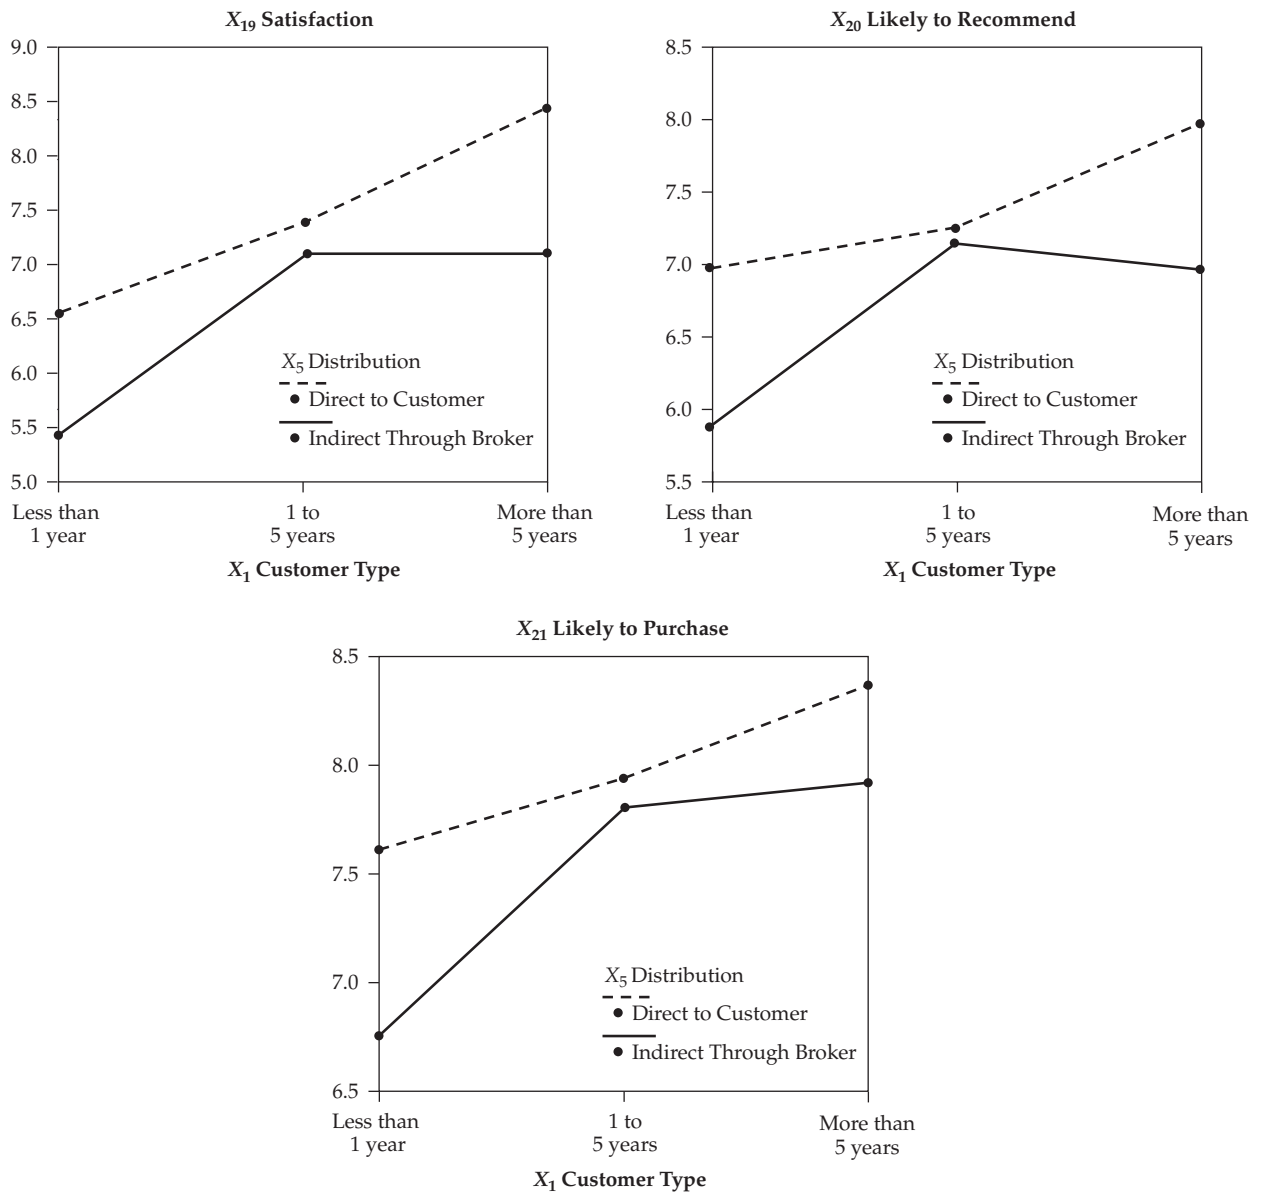 X19 Satisfaction
9.0
8.5
8.0
7.5
7.0
6.5
6.0
5.5
5.0
X5 Distribution
Direct to Customer
Indirect Through Broker
Less than
1 year
1 to
5 years
More than
5 years
X1 Customer Type
X20 Likely to Recommend
8.5
8.0
7.5
7.0
6.5
6.0
5.5
X5 Distribution
Direct to Customer
Indirect Through Broker
Less than
1 year
1 to
5 years
More than
5 years
X1 Customer Type
X21 Likely to Purchase
8.5
8.0
7.5
7.0
6.5
X5 Distribution
Direct to Customer
Indirect Through Broker
Less than
1 year
1 to
5 years
More than
5 years
X1 Customer Type